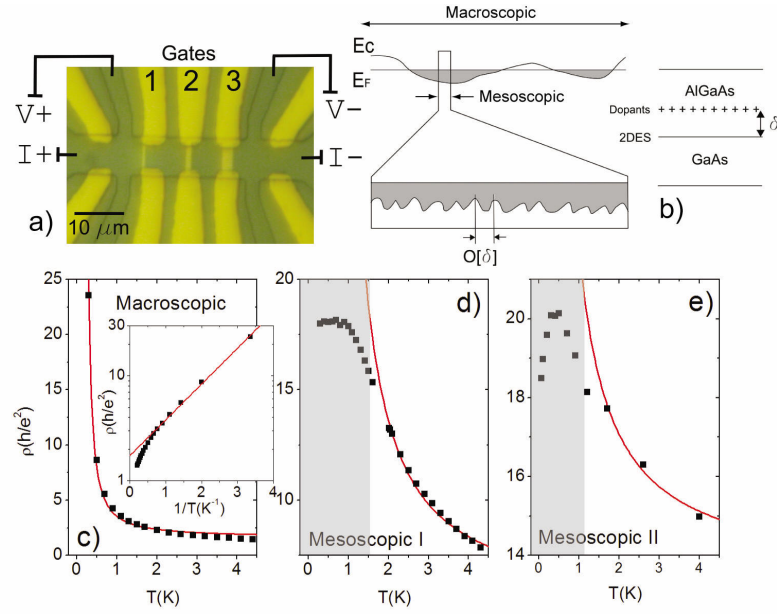 Gates
1 2 3
V+
V−
I+
I−
a)
10 μm
Macroscopic
Ec
EF
Mesoscopic
O[δ]
AlGaAs
Dopants
+ + + + + + + + + +
δ
2DES
GaAs
b)
25
20
15
10
5
0
ρ(h/e²)
Macroscopic
30
10
1
ρ(h/e²)
0 1 2 3 4
1/T(K⁻¹)
c)
0 1 2 3 4
T(K)
20
15
10
ρ(h/e²)
d)
Mesoscopic I
0 1 2 3 4
T(K)
20
18
16
14
ρ(h/e²)
e)
Mesoscopic II
0 1 2 3 4
T(K)